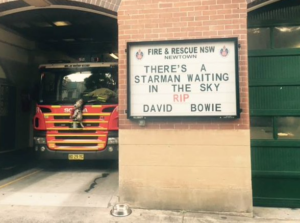 FIRE & RESCUE NSW
NEWTOWN
THERE'S A
STARMAN WAITING
IN THE SKY
RIP
DAVID BOWIE